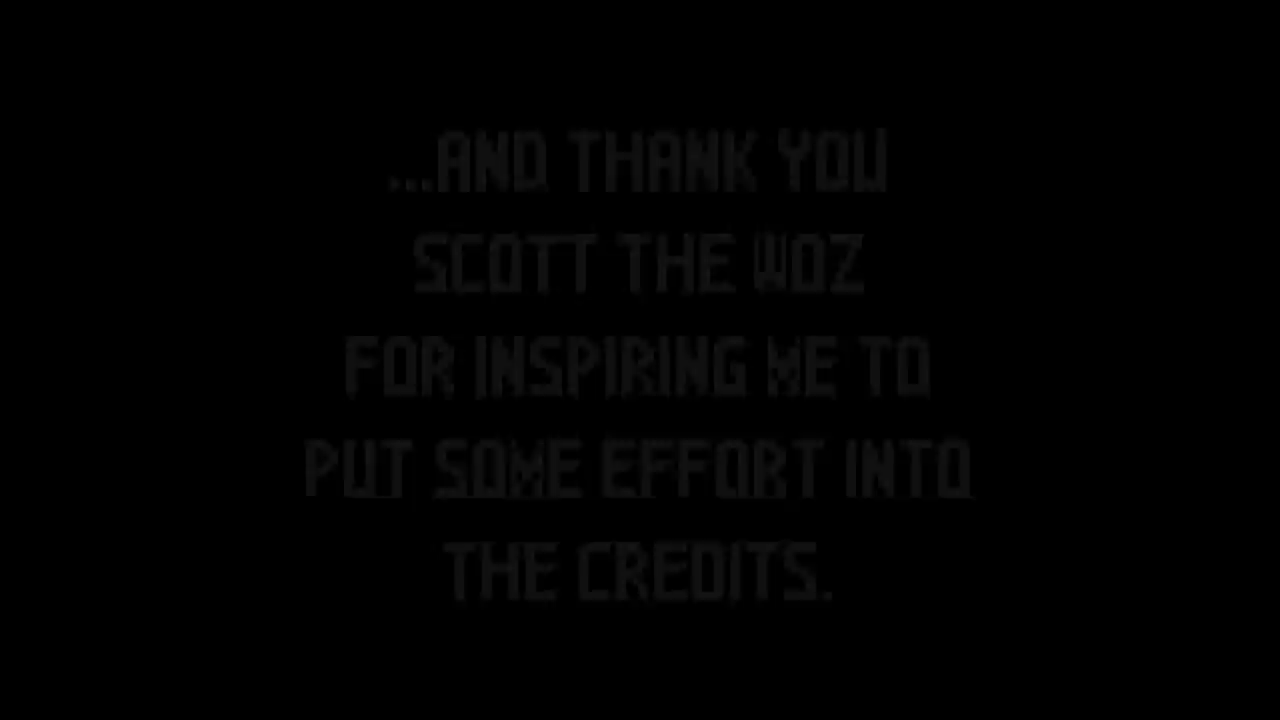 ...AND THANK YOU
SCOTT THE WOZ
FOR INSPIRING ME TO
PUT SOME EFFORT INTO
THE CREDITS.